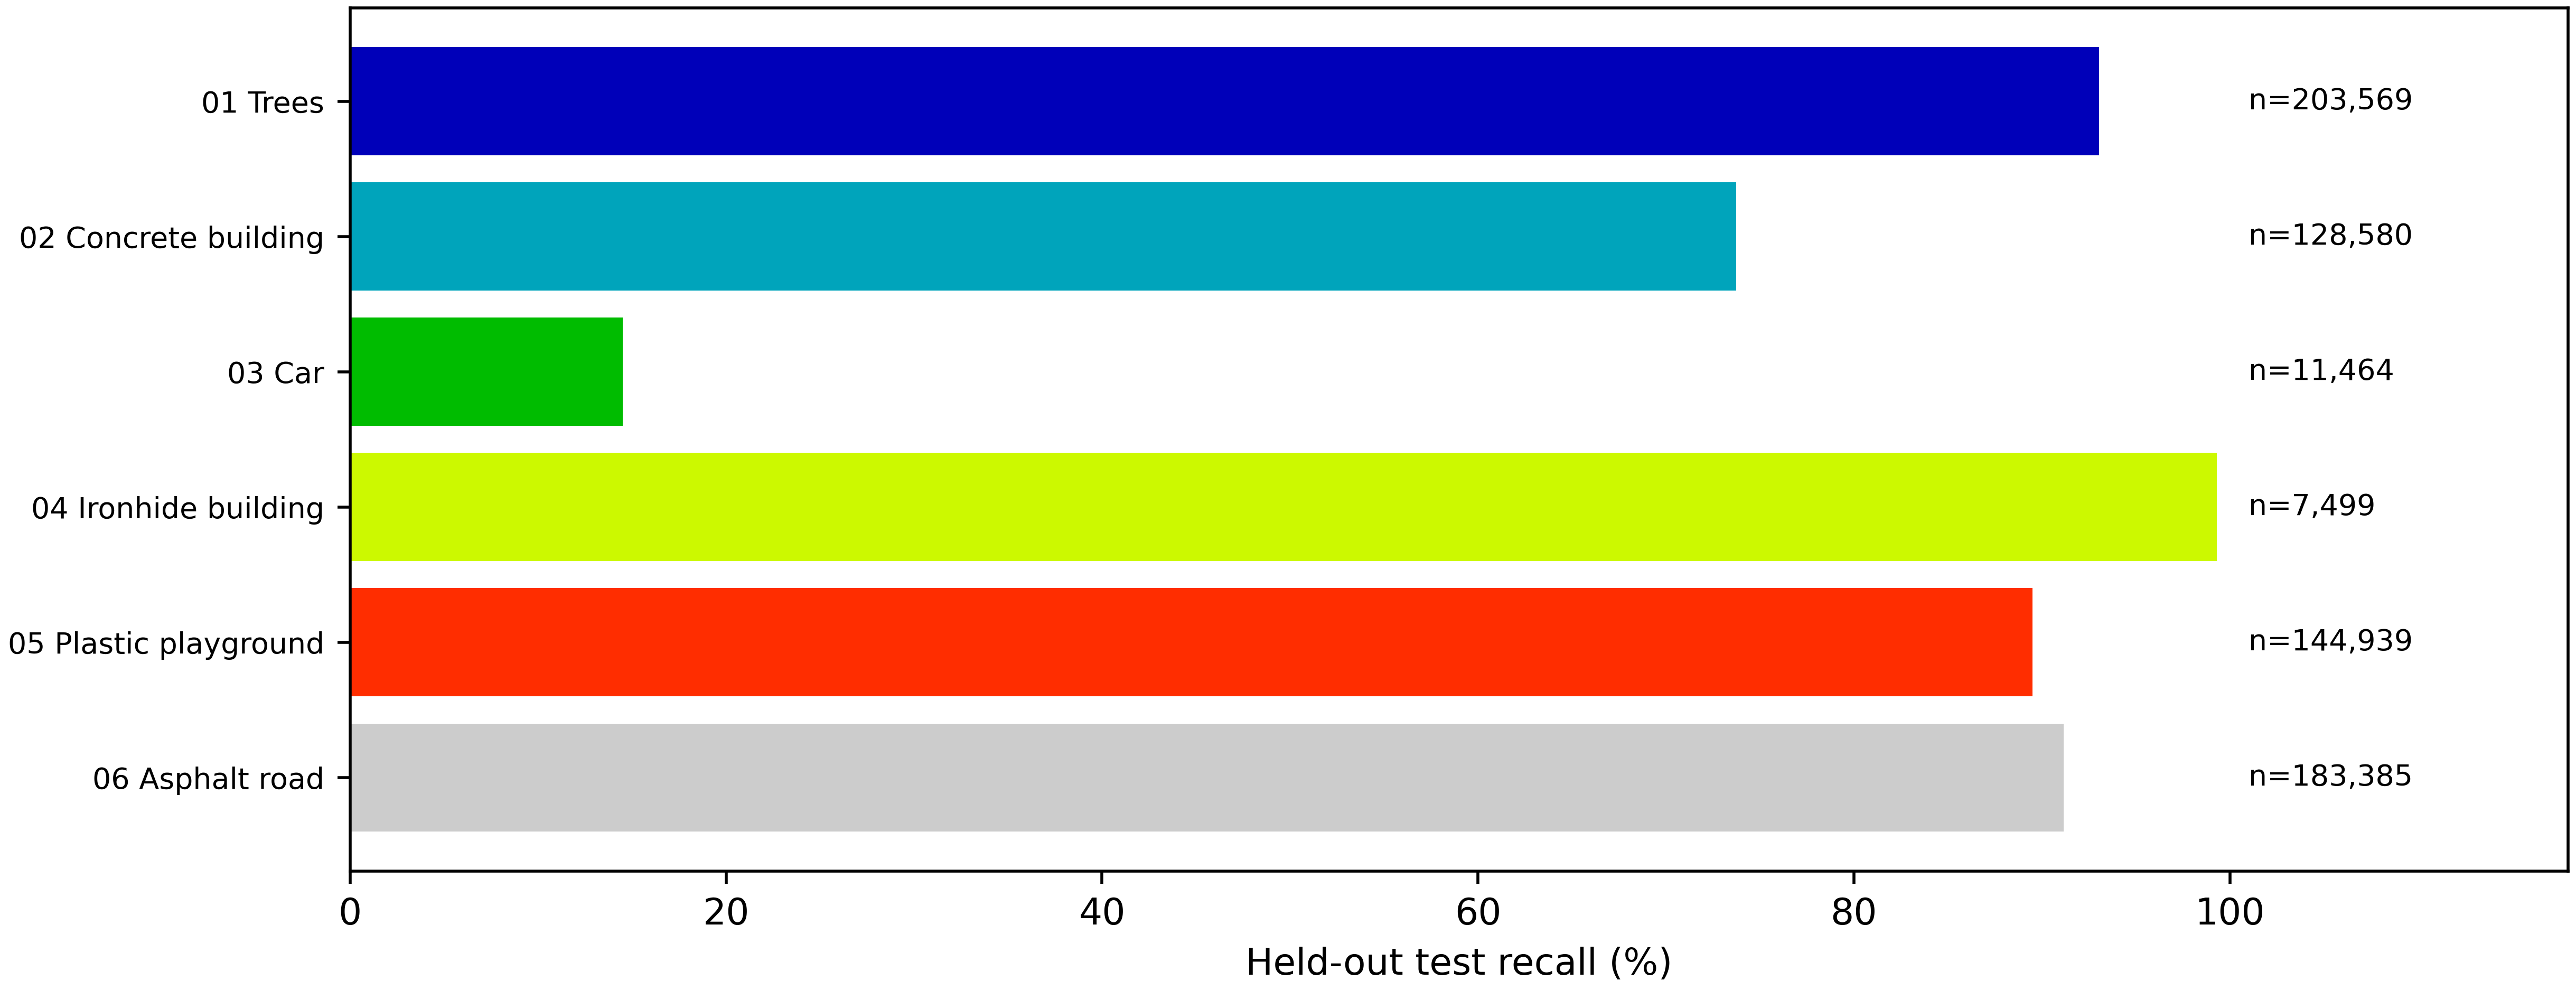 01 Trees
n=203,569
02 Concrete building
n=128,580
03 Car
n=11,464
04 Ironhide building
n=7,499
05 Plastic playground
n=144,939
06 Asphalt road
n=183,385
0
20
40
60
80
100
Held-out test recall (%)